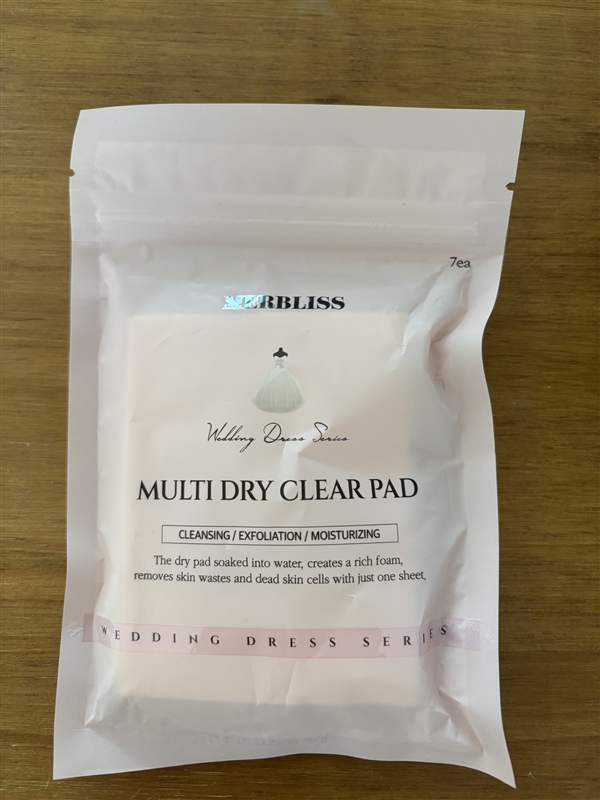 7ea
HERBLISS
Wedding Dress Series
MULTI DRY CLEAR PAD
CLEANSING / EXFOLIATION / MOISTURIZING
The dry pad soaked into water, creates a rich foam,
removes skin wastes and dead skin cells with just one sheet.
WEDDING DRESS SERIES